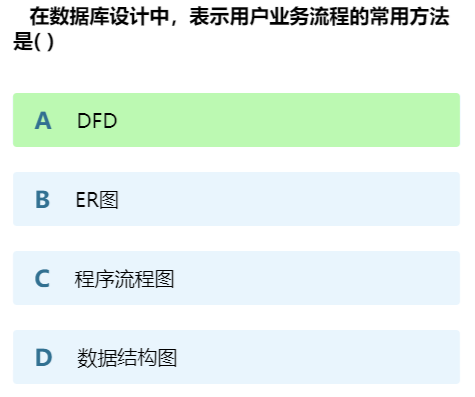 在数据库设计中，表示用户业务流程的常用方法
是( )
A DFD
B ER图
C 程序流程图
D 数据结构图